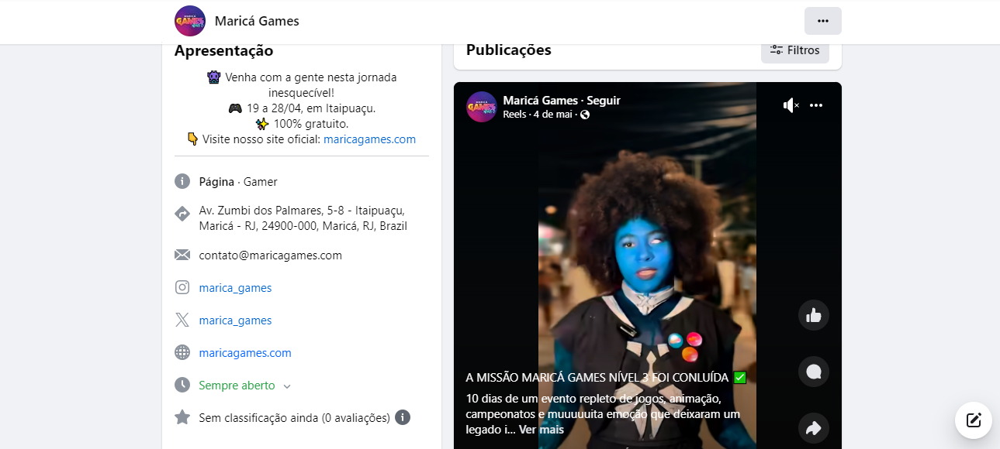 Maricá Games
Apresentação
Venha com a gente nesta jornada
inesquecível!
19 a 28/04, em Itaipuaçu.
100% gratuito.
Visite nosso site oficial: maricagames.com
Página · Gamer
Av. Zumbi dos Palmares, 5-8 - Itaipuaçu,
Maricá - RJ, 24900-000, Maricá, RJ, Brazil
contato@maricagames.com
marica_games
marica_games
maricagames.com
Sempre aberto
Sem classificação ainda (0 avaliações)
Publicações
Filtros
Maricá Games · Seguir
Reels · 4 de mai ·
A MISSÃO MARICÁ GAMES NÍVEL 3 FOI CONLUÍDA ✅
10 dias de um evento repleto de jogos, animação,
campeonatos e muuuuuita emoção que deixaram um
legado i... Ver mais